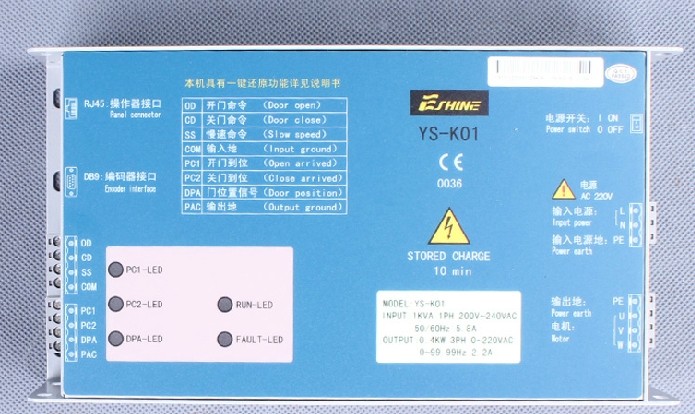 本机具有一键还原功能详见说明书
RJ45:操作器接口
Panel connector
DB9:编码器接口
Encoder interface
OD 开门命令 (Door open)
CD 关门命令 (Door close)
SS 慢速命令 (Slow speed)
COM 输入地 (Input ground)
PC1 开门到位 (Open arrived)
PC2 关门到位 (Close arrived)
DPA 门位置信号 (Door position)
PAC 输出地 (Output ground)
ESHINE
YS-K01
CE
0036
STORED CHARGE
10 min
电源开关: I ON
Power switch O OFF
电源
AC 220V
输入电源: L
Input power N
输入电源地: PE
Power earth
输出地: PE
Power earth U
电机: V
Motor W
OD
CD
SS
COM
PC1
PC2
DPA
PAC
PC1-LED
PC2-LED RUN-LED
DPA-LED FAULT-LED
MODEL: YS-K01
INPUT 1KVA 1PH 200V-240VAC
50/60Hz 5.8A
OUTPUT 0.4KW 3PH 0-220VAC
0-99.99Hz 2.2A